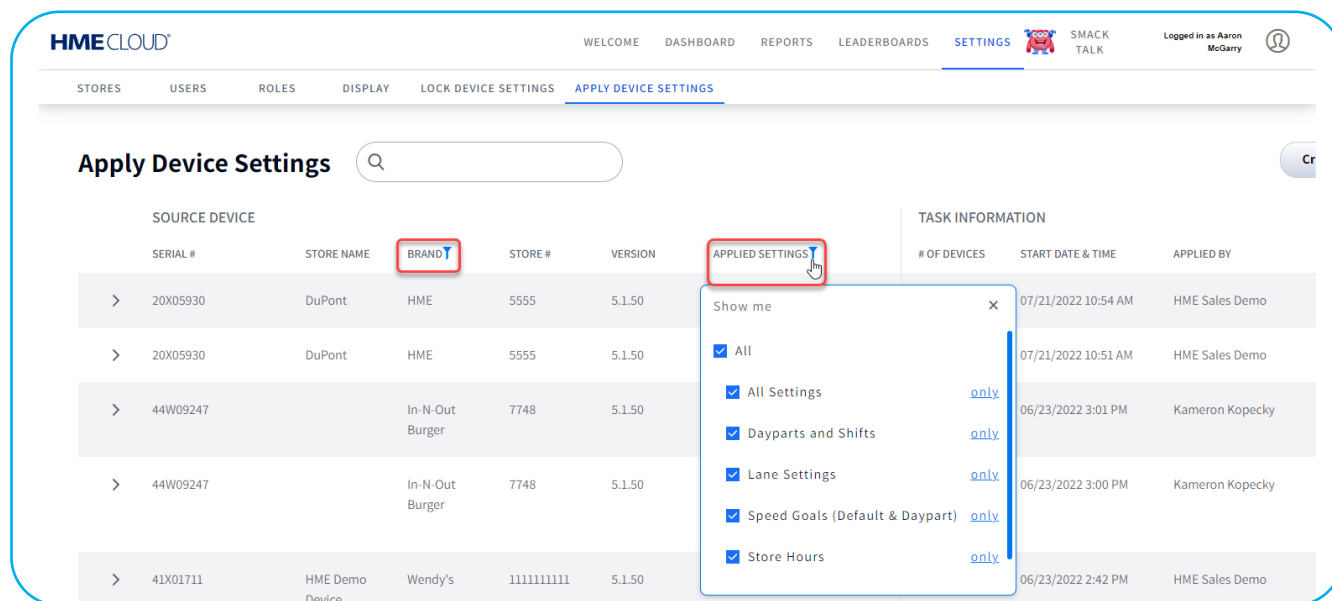 HME CLOUD®
WELCOME DASHBOARD REPORTS LEADERBOARDS SETTINGS SMACK TALK Logged in as Aaron McGarry
STORES USERS ROLES DISPLAY LOCK DEVICE SETTINGS APPLY DEVICE SETTINGS
Apply Device Settings
Cr
SOURCE DEVICE TASK INFORMATION
SERIAL # STORE NAME BRAND STORE # VERSION APPLIED SETTINGS # OF DEVICES START DATE & TIME APPLIED BY
20X05930 DuPont HME 5555 5.1.50 07/21/2022 10:54 AM HME Sales Demo
20X05930 DuPont HME 5555 5.1.50 07/21/2022 10:51 AM HME Sales Demo
44W09247 In-N-Out Burger 7748 5.1.50 06/23/2022 3:01 PM Kameron Kopecky
44W09247 In-N-Out Burger 7748 5.1.50 06/23/2022 3:00 PM Kameron Kopecky
41X01711 HME Demo Device Wendy's 1111111111 5.1.50 06/23/2022 2:42 PM HME Sales Demo
Show me
All
All Settings only
Dayparts and Shifts only
Lane Settings only
Speed Goals (Default & Daypart) only
Store Hours only